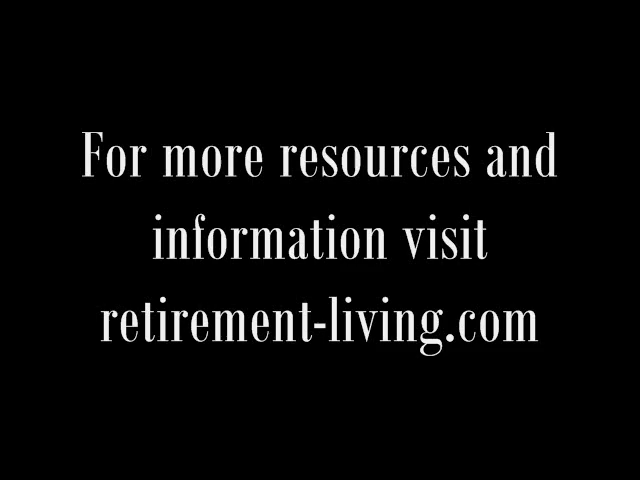 For more resources and
information visit
retirement-living.com